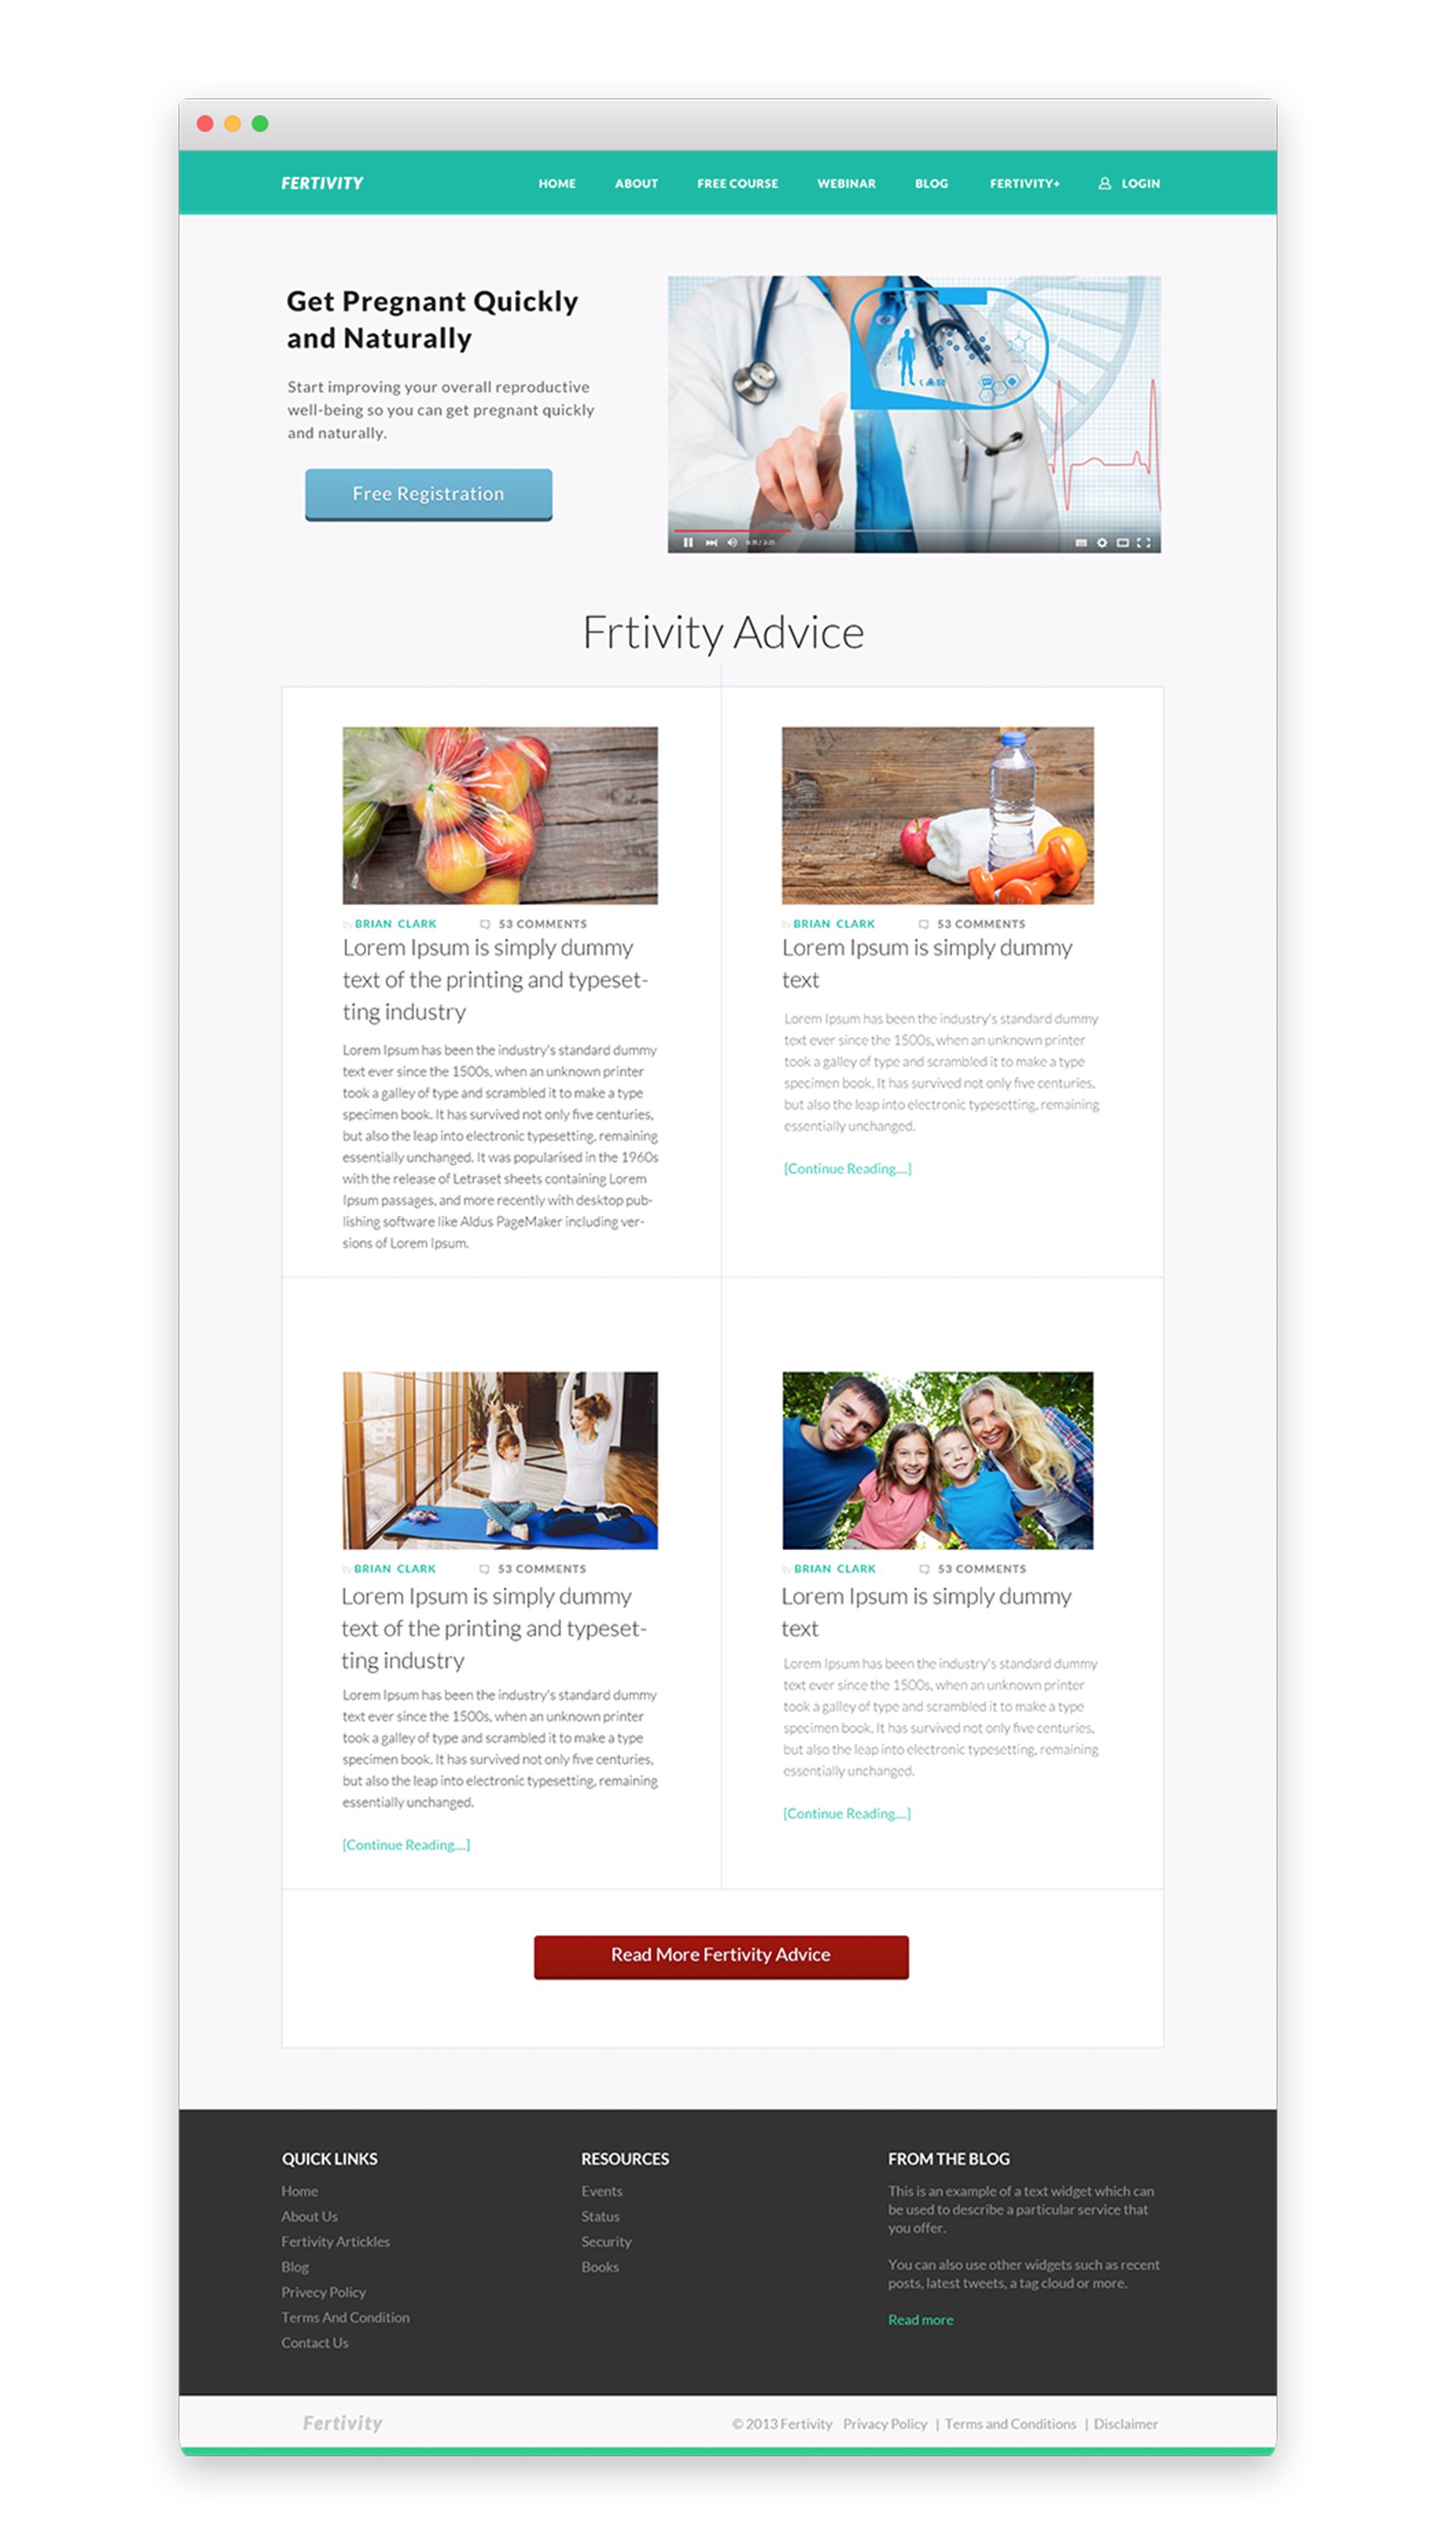 FERTIVITY
HOME ABOUT FREE COURSE WEBINAR BLOG FERTIVITY+ LOGIN
Get Pregnant Quickly
and Naturally
Start improving your overall reproductive
well-being so you can get pregnant quickly
and naturally.
Free Registration
Frtivity Advice
by BRIAN CLARK 53 COMMENTS
Lorem Ipsum is simply dummy
text of the printing and typeset-
ting industry
Lorem Ipsum has been the industry's standard dummy
text ever since the 1500s, when an unknown printer
took a galley of type and scrambled it to make a type
specimen book. It has survived not only five centuries,
but also the leap into electronic typesetting, remaining
essentially unchanged. It was popularised in the 1960s
with the release of Letraset sheets containing Lorem
Ipsum passages, and more recently with desktop pub-
lishing software like Aldus PageMaker including ver-
sions of Lorem Ipsum.
by BRIAN CLARK 53 COMMENTS
Lorem Ipsum is simply dummy
text
Lorem Ipsum has been the industry's standard dummy
text ever since the 1500s, when an unknown printer
took a galley of type and scrambled it to make a type
specimen book. It has survived not only five centuries,
but also the leap into electronic typesetting, remaining
essentially unchanged.
[Continue Reading....]
by BRIAN CLARK 53 COMMENTS
Lorem Ipsum is simply dummy
text of the printing and typeset-
ting industry
Lorem Ipsum has been the industry's standard dummy
text ever since the 1500s, when an unknown printer
took a galley of type and scrambled it to make a type
specimen book. It has survived not only five centuries,
but also the leap into electronic typesetting, remaining
essentially unchanged.
[Continue Reading....]
by BRIAN CLARK 53 COMMENTS
Lorem Ipsum is simply dummy
text
Lorem Ipsum has been the industry's standard dummy
text ever since the 1500s, when an unknown printer
took a galley of type and scrambled it to make a type
specimen book. It has survived not only five centuries,
but also the leap into electronic typesetting, remaining
essentially unchanged.
[Continue Reading....]
Read More Fertivity Advice
QUICK LINKS
Home
About Us
Fertivity Artickles
Blog
Privecy Policy
Terms And Condition
Contact Us
RESOURCES
Events
Status
Security
Books
FROM THE BLOG
This is an example of a text widget which can
be used to describe a particular service that
you offer.
You can also use other widgets such as recent
posts, latest tweets, a tag cloud or more.
Read more
Fertivity
© 2013 Fertivity Privacy Policy | Terms and Conditions | Disclaimer